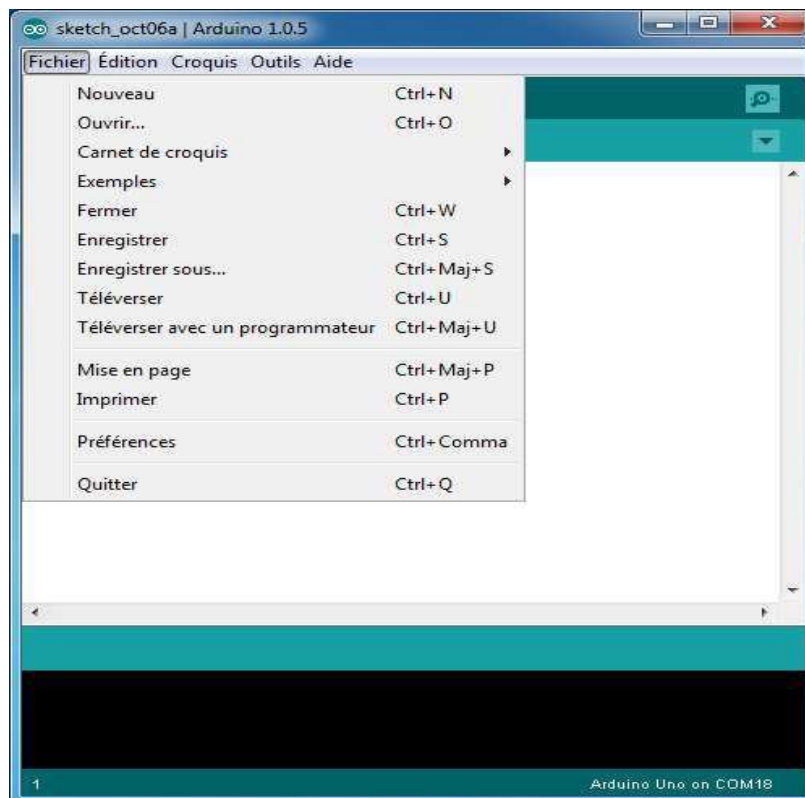 sketch_oct06a | Arduino 1.0.5
Fichier Édition Croquis Outils Aide
Nouveau Ctrl+N
Ouvrir... Ctrl+O
Carnet de croquis
Exemples
Fermer Ctrl+W
Enregistrer Ctrl+S
Enregistrer sous... Ctrl+Maj+S
Téléverser Ctrl+U
Téléverser avec un programmateur Ctrl+Maj+U
Mise en page Ctrl+Maj+P
Imprimer Ctrl+P
Préférences Ctrl+Comma
Quitter Ctrl+Q
1 Arduino Uno on COM18